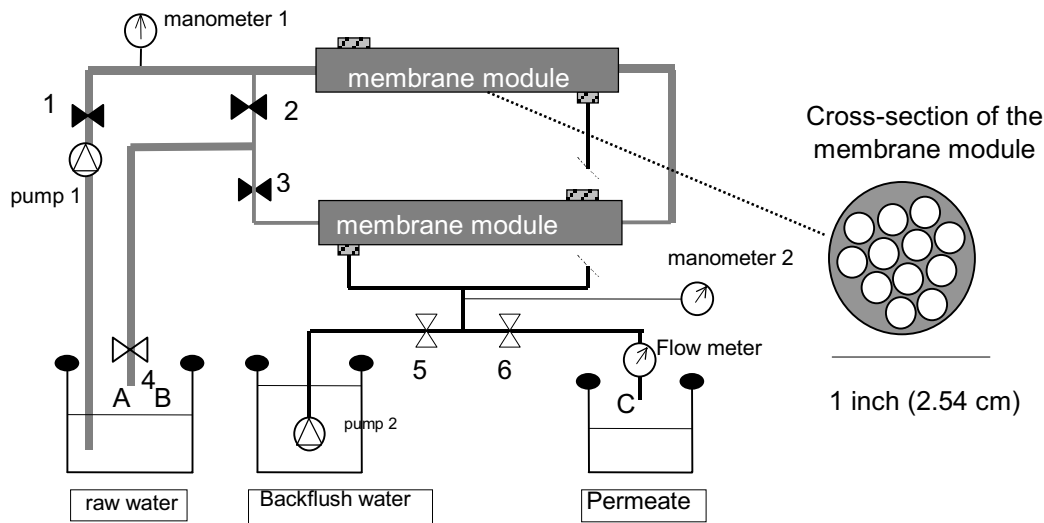 manometer 1
membrane module
1
2
Cross-section of the
membrane module
pump 1
3
membrane module
manometer 2
Flow meter
5
6
4
A
B
C
1 inch (2.54 cm)
pump 2
raw water
Backflush water
Permeate